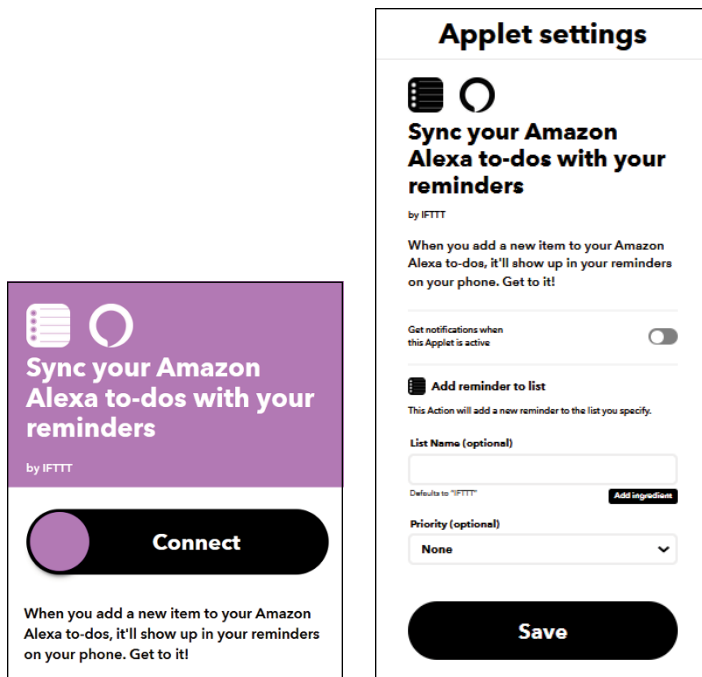 Sync your Amazon
Alexa to-dos with your
reminders
by IFTTT
Connect
When you add a new item to your Amazon
Alexa to-dos, it'll show up in your reminders
on your phone. Get to it!
Applet settings
Sync your Amazon
Alexa to-dos with your
reminders
by IFTTT
When you add a new item to your Amazon
Alexa to-dos, it'll show up in your reminders
on your phone. Get to it!
Get notifications when
this Applet is active
Add reminder to list
This Action will add a new reminder to the list you specify.
List Name (optional)
Defaults to "IFTTT"
Add ingredient
Priority (optional)
None
Save